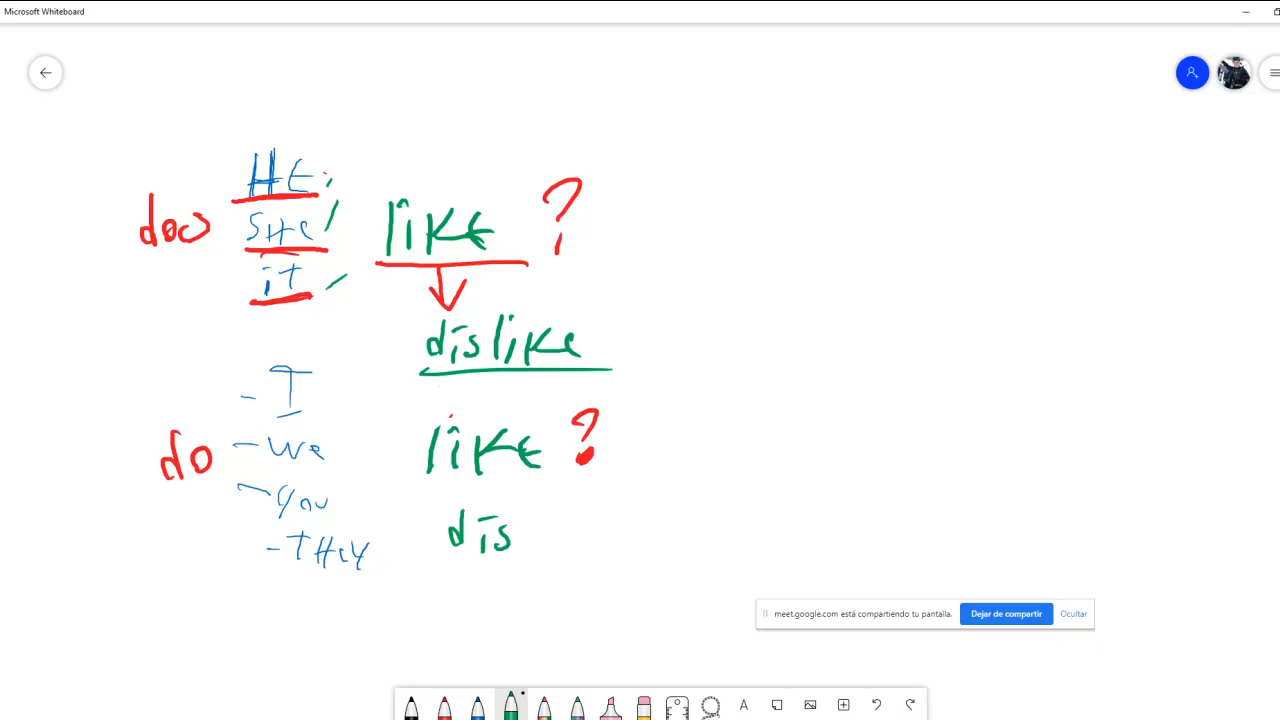 Microsoft Whiteboard
HE
does SHe like ?
iT
dislike
- I
do - we like ?
- you
- THey dis
meet.google.com está compartiendo tu pantalla. Dejar de compartir Ocultar
A